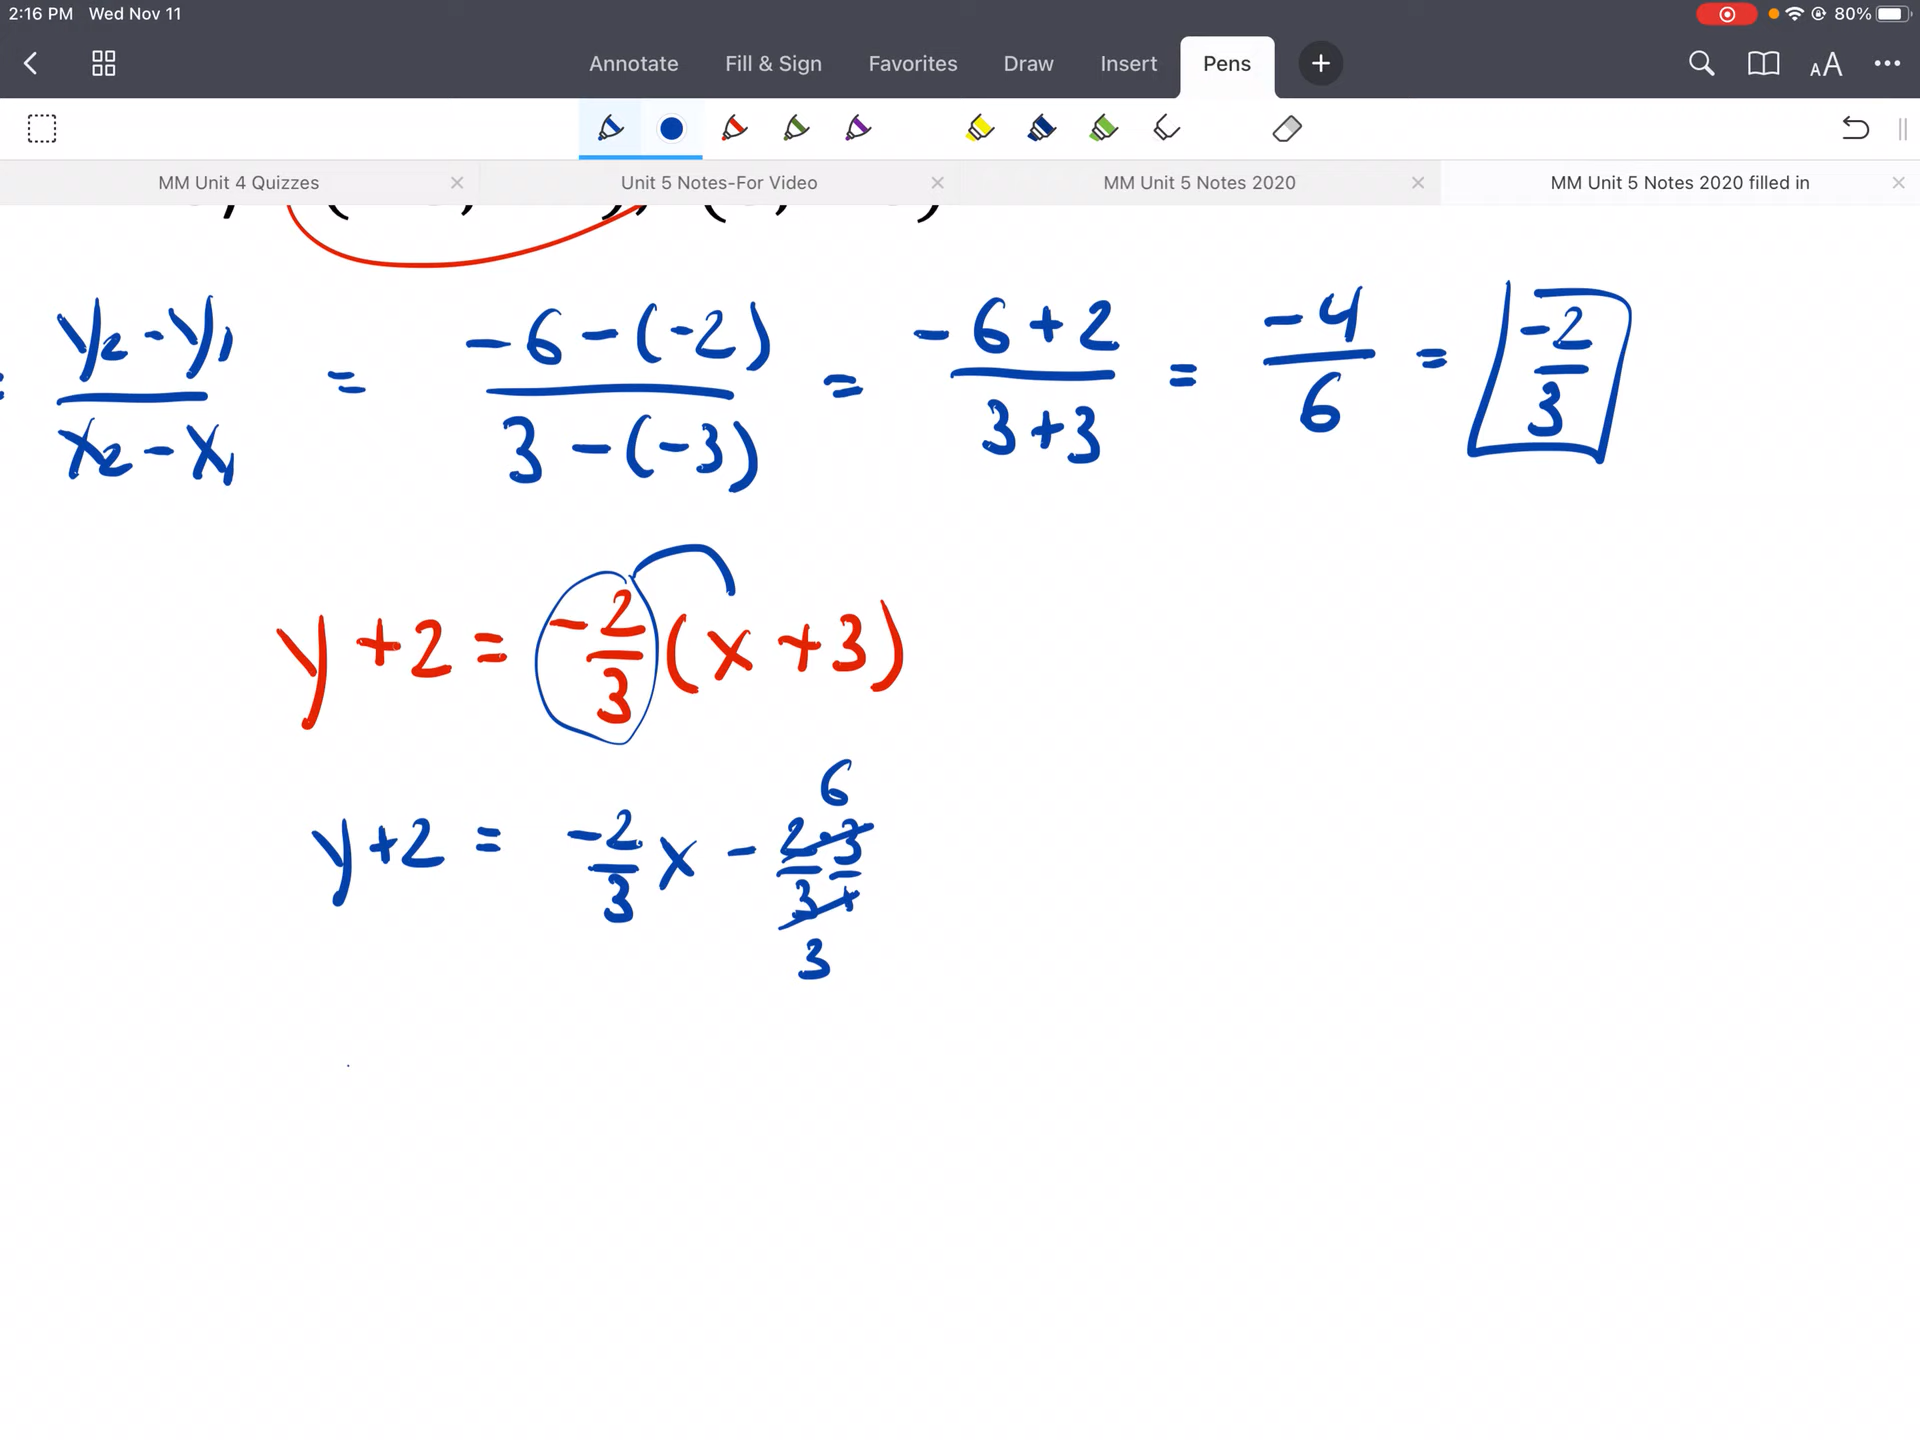 2:16 PM Wed Nov 11 80%
Annotate Fill & Sign Favorites Draw Insert Pens + AA
MM Unit 4 Quizzes × Unit 5 Notes-For Video × MM Unit 5 Notes 2020 × MM Unit 5 Notes 2020 filled in ×
= y₂ - y₁ / x₂ - x₁ = -6 - (-2) / 3 - (-3) = -6 + 2 / 3 + 3 = -4 / 6 = -2 / 3
y + 2 = -2/3 (x + 3)
6
y + 2 = -2/3 x - 2·3 / 3·1
3